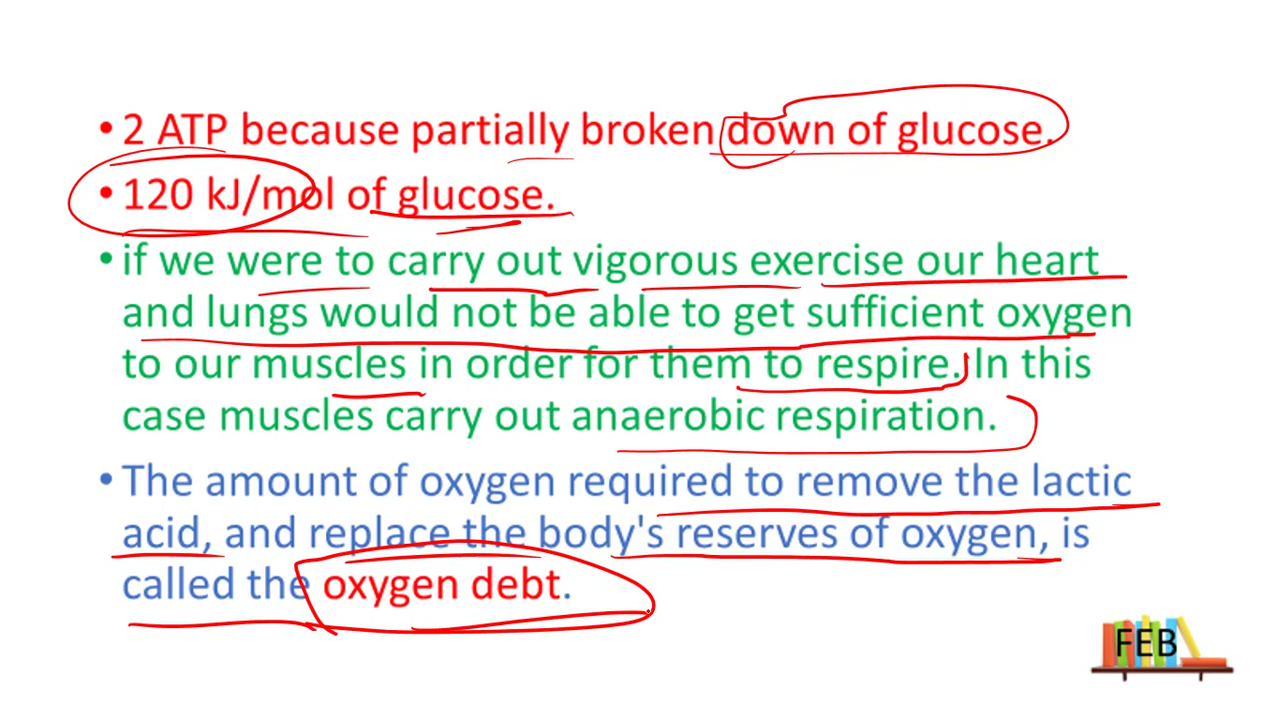 • 2 ATP because partially broken down of glucose.
• 120 kJ/mol of glucose.
• if we were to carry out vigorous exercise our heart
and lungs would not be able to get sufficient oxygen
to our muscles in order for them to respire. In this
case muscles carry out anaerobic respiration.
• The amount of oxygen required to remove the lactic
acid, and replace the body's reserves of oxygen, is
called the oxygen debt.
FEB